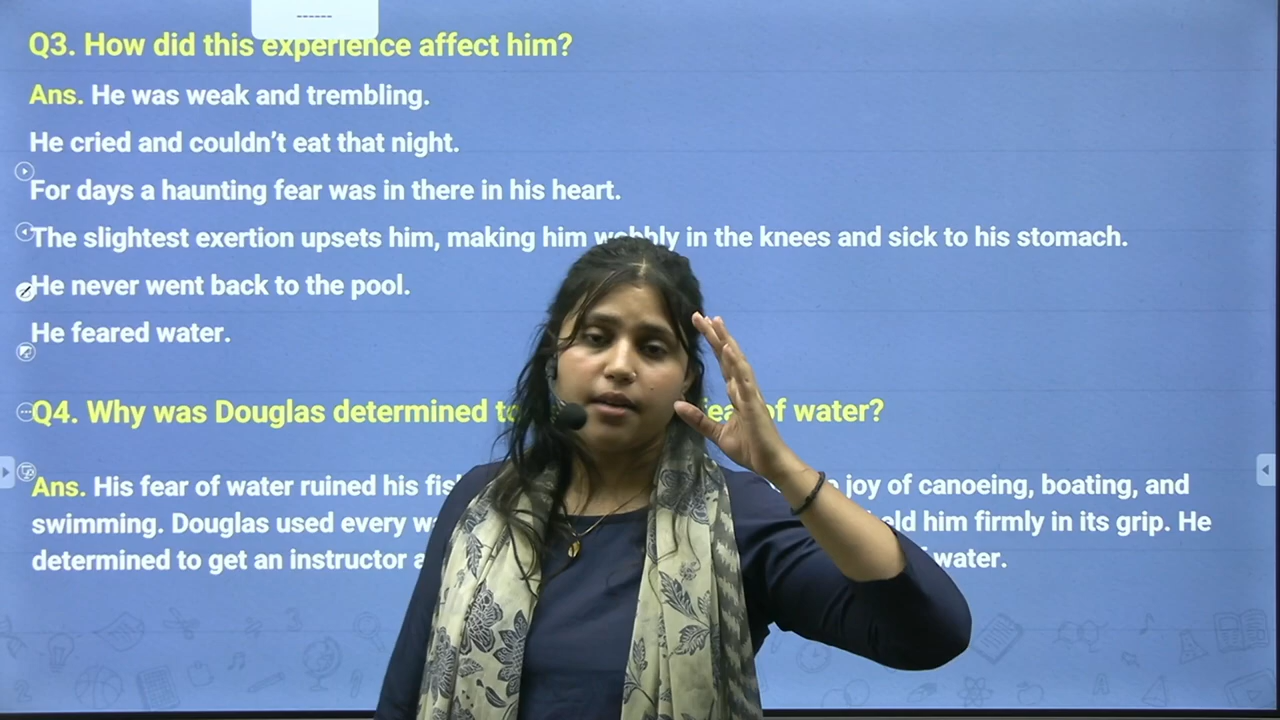 ------
Q3. How did this experience affect him?
Ans. He was weak and trembling.
He cried and couldn't eat that night.
For days a haunting fear was in there in his heart.
The slightest exertion upsets him, making him wobbly in the knees and sick to his stomach.
He never went back to the pool.
He feared water.
Q4. Why was Douglas determined to of water?
Ans. His fear of water ruined his joy of canoeing, boating, and
swimming. Douglas used every held him firmly in its grip. He
determined to get an instructor water.